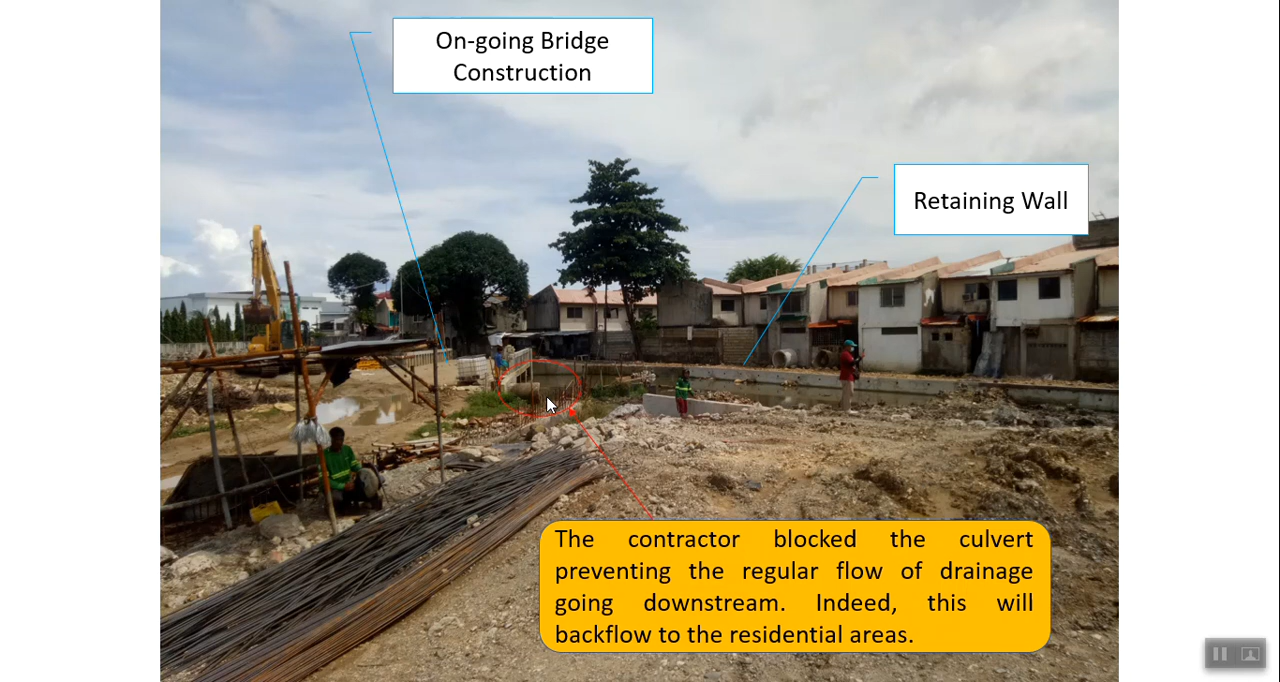 On-going Bridge
Construction
Retaining Wall
The contractor blocked the culvert
preventing the regular flow of drainage
going downstream. Indeed, this will
backflow to the residential areas.